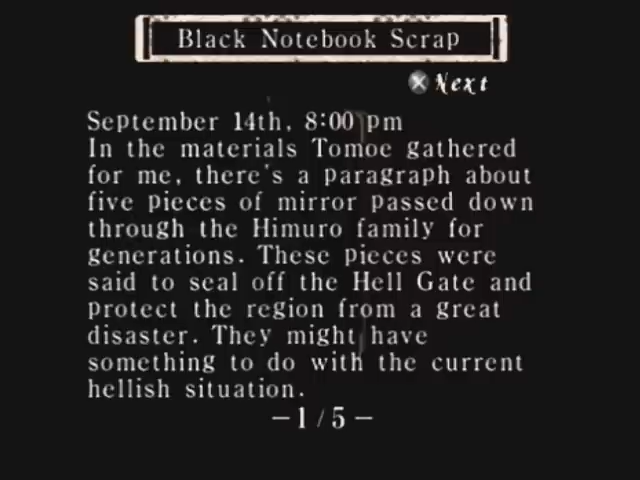 Black Notebook Scrap
Next
September 14th, 8:00 pm
In the materials Tomoe gathered
for me, there's a paragraph about
five pieces of mirror passed down
through the Himuro family for
generations. These pieces were
said to seal off the Hell Gate and
protect the region from a great
disaster. They might have
something to do with the current
hellish situation.
-1/5-